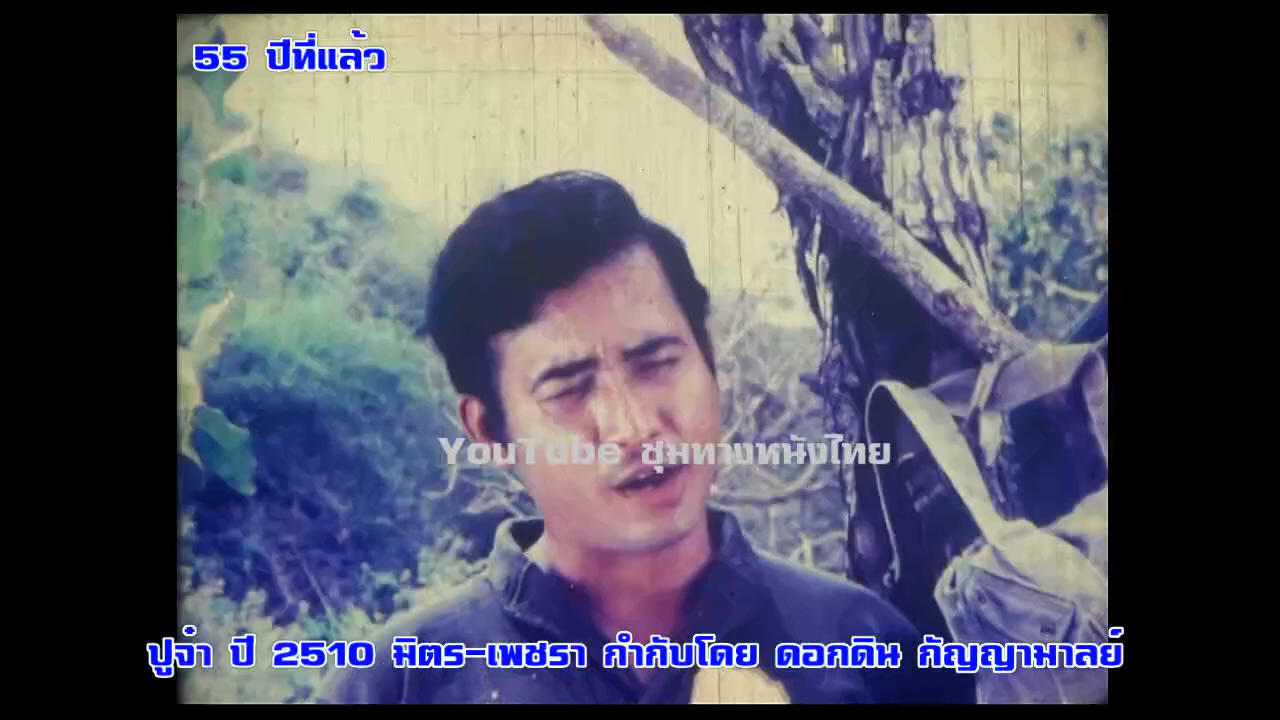 55 ปีที่แล้ว
YouTube ชุมทางหนังไทย
ปูจ๋า ปี 2510 มิตร-เพชรา กำกับโดย ดอกดิน กัญญามาลย์